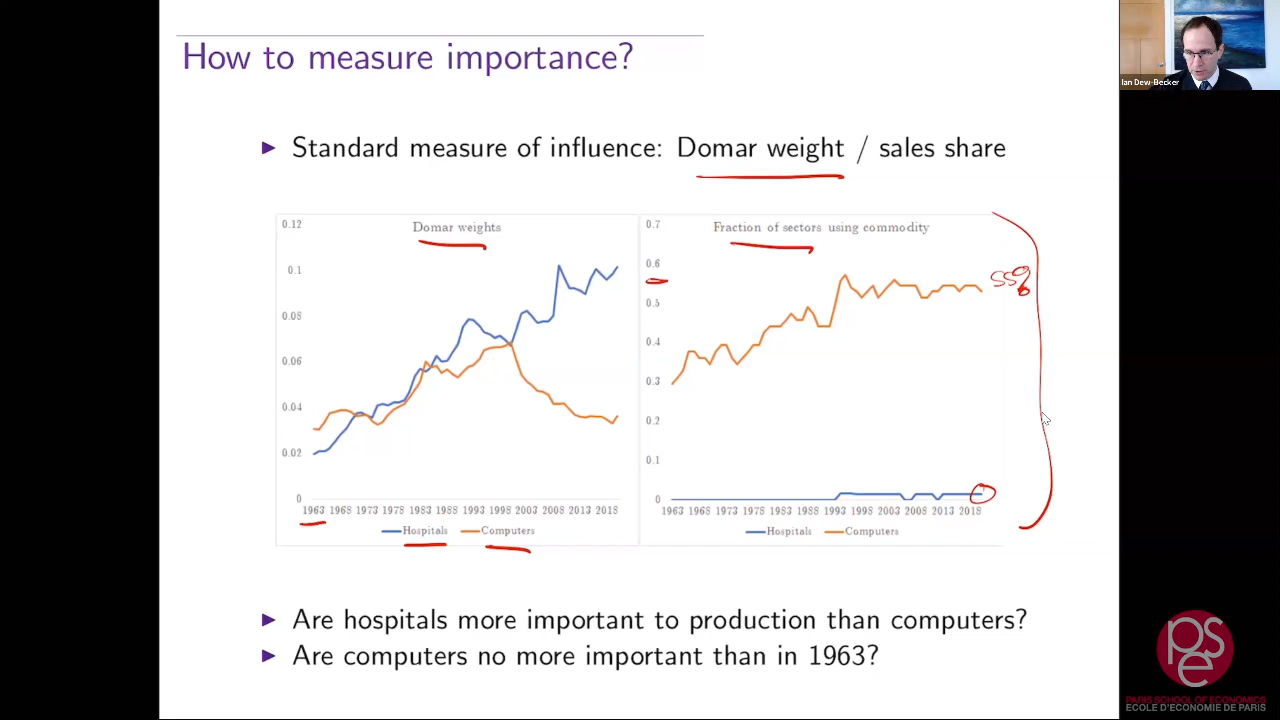 How to measure importance?
Ian Dew-Becker
Standard measure of influence: Domar weight / sales share
Domar weights
0.12
0.1
0.08
0.06
0.04
0.02
0
1963 1968 1973 1978 1983 1988 1993 1998 2003 2008 2013 2018
Hospitals Computers
Fraction of sectors using commodity
0.7
0.6
0.5
0.4
0.3
0.2
0.1
0
1963 1968 1973 1978 1983 1988 1993 1998 2003 2008 2013 2018
Hospitals Computers
55%
Are hospitals more important to production than computers?
Are computers no more important than in 1963?
pse
PARIS SCHOOL OF ECONOMICS
ECOLE D'ECONOMIE DE PARIS